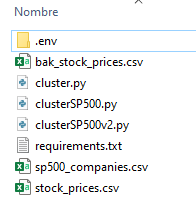 Nombre
.env
bak_stock_prices.csv
cluster.py
clusterSP500.py
clusterSP500v2.py
requirements.txt
sp500_companies.csv
stock_prices.csv